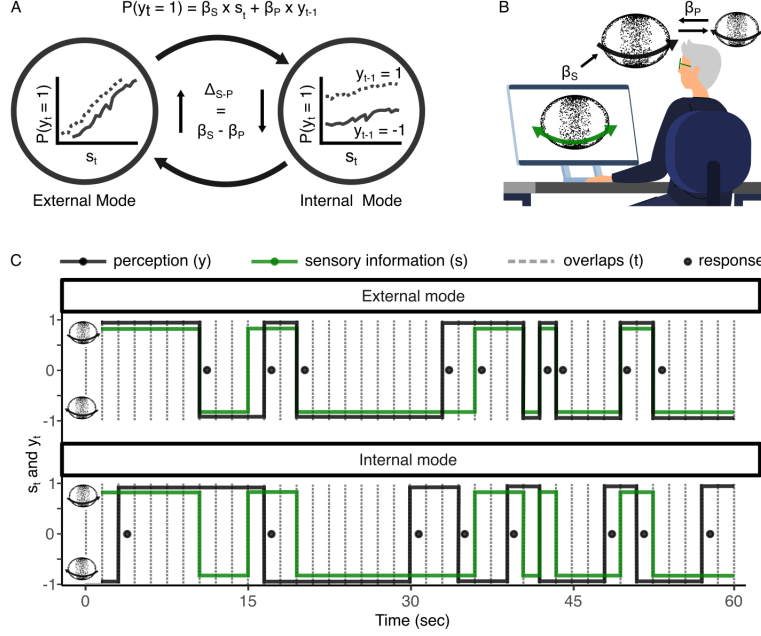 A
P(yt = 1) = βS x st + βP x yt-1
P(yt = 1)
st
External Mode
ΔS-P
=
βS - βP
P(yt = 1)
yt-1 = 1
yt-1 = -1
st
Internal Mode
B
βP
βS
C
perception (y)
sensory information (s)
overlaps (t)
response
External mode
1
0
-1
st and yt
Internal mode
1
0
-1
0
15
30
45
60
Time (sec)